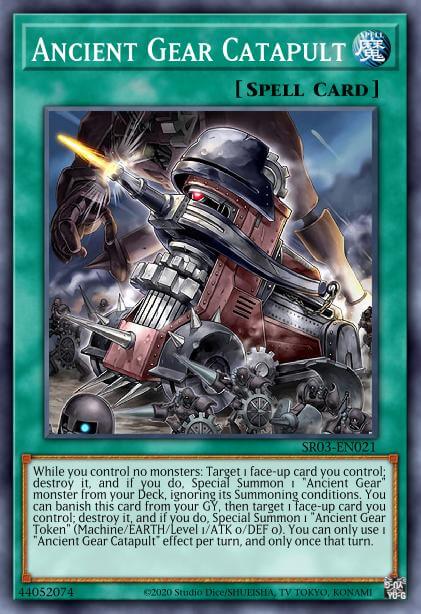 ANCIENT GEAR CATAPULT
SPELL
魔
[SPELL CARD]
SR03-EN021
While you control no monsters: Target 1 face-up card you control;
destroy it, and if you do, Special Summon 1 "Ancient Gear"
monster from your Deck, ignoring its Summoning conditions. You
can banish this card from your GY, then target 1 face-up card you
control; destroy it, and if you do, Special Summon 1 "Ancient Gear
Token" (Machine/EARTH/Level 1/ATK 0/DEF 0). You can only use 1
"Ancient Gear Catapult" effect per turn, and only once that turn.
44052074
©2020 Studio Dice/SHUEISHA, TV TOKYO, KONAMI